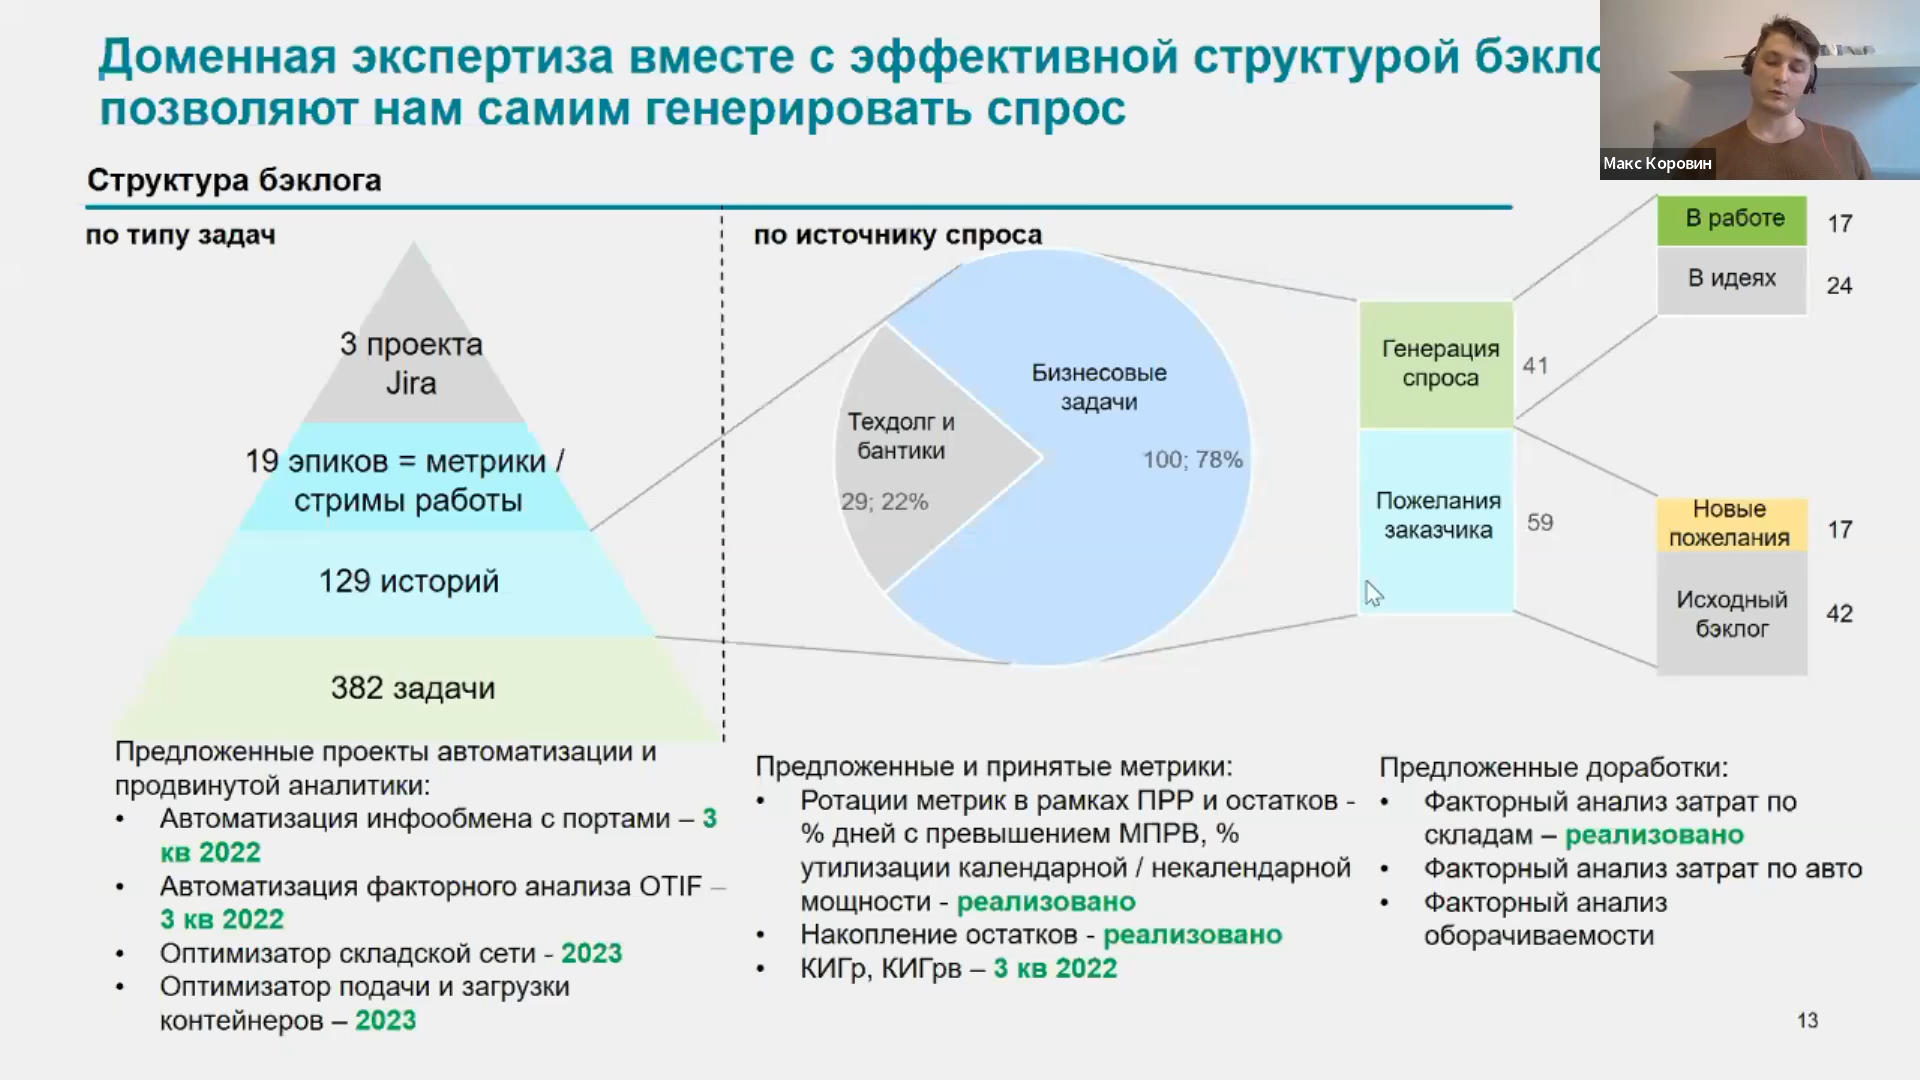 Доменная экспертиза вместе с эффективной структурой
позволяют нам самим генерировать спрос
Макс Коровин
Структура бэклога
по типу задач
3 проекта
Jira
19 эпиков = метрики /
стримы работы
129 историй
382 задачи
по источнику спроса
Бизнесовые
задачи
100; 78%
Техдолг и
бантики
29; 22%
Генерация
спроса
41
Пожелания
заказчика
59
В работе
17
В идеях
24
Новые
пожелания
17
Исходный
бэклог
42
Предложенные проекты автоматизации и
продвинутой аналитики:
• Автоматизация инфообмена с портами – 3
кв 2022
• Автоматизация факторного анализа OTIF –
3 кв 2022
• Оптимизатор складской сети - 2023
• Оптимизатор подачи и загрузки
контейнеров – 2023
Предложенные и принятые метрики:
• Ротации метрик в рамках ПРР и остатков -
% дней с превышением МПРВ, %
утилизации календарной / некалендарной
мощности - реализовано
• Накопление остатков - реализовано
• КИГр, КИГрв – 3 кв 2022
Предложенные доработки:
• Факторный анализ затрат по
складам – реализовано
• Факторный анализ затрат по авто
• Факторный анализ
оборачиваемости
13